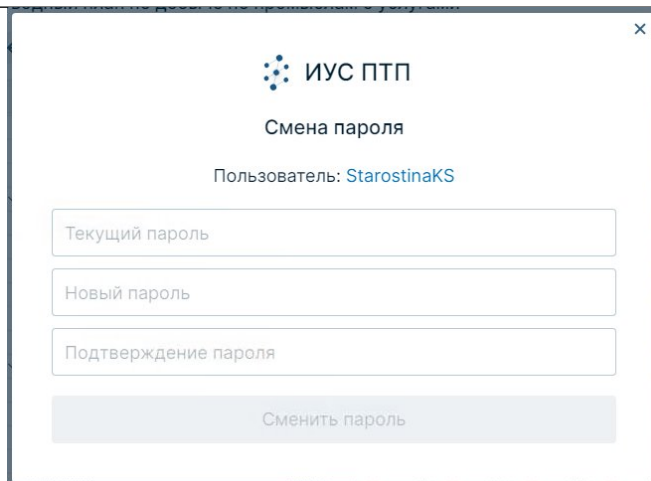 ×
ИУС ПТП
Смена пароля
Пользователь: StarostinaKS
Текущий пароль
Новый пароль
Подтверждение пароля
Сменить пароль